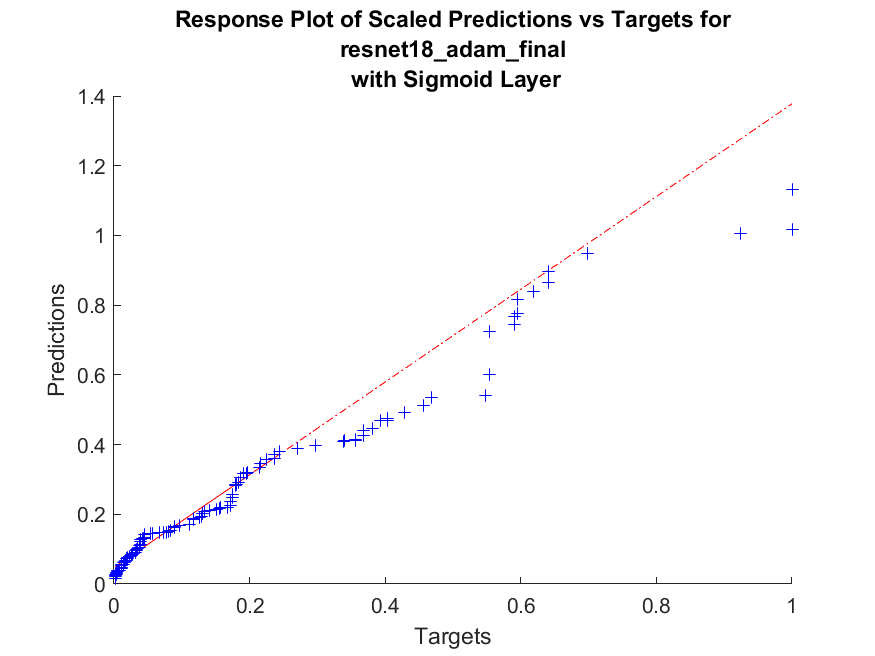 Response Plot of Scaled Predictions vs Targets for
resnet18_adam_final
with Sigmoid Layer
1.4
1.2
1
0.8
0.6
0.4
0.2
0
Predictions
0 0.2 0.4 0.6 0.8 1
Targets